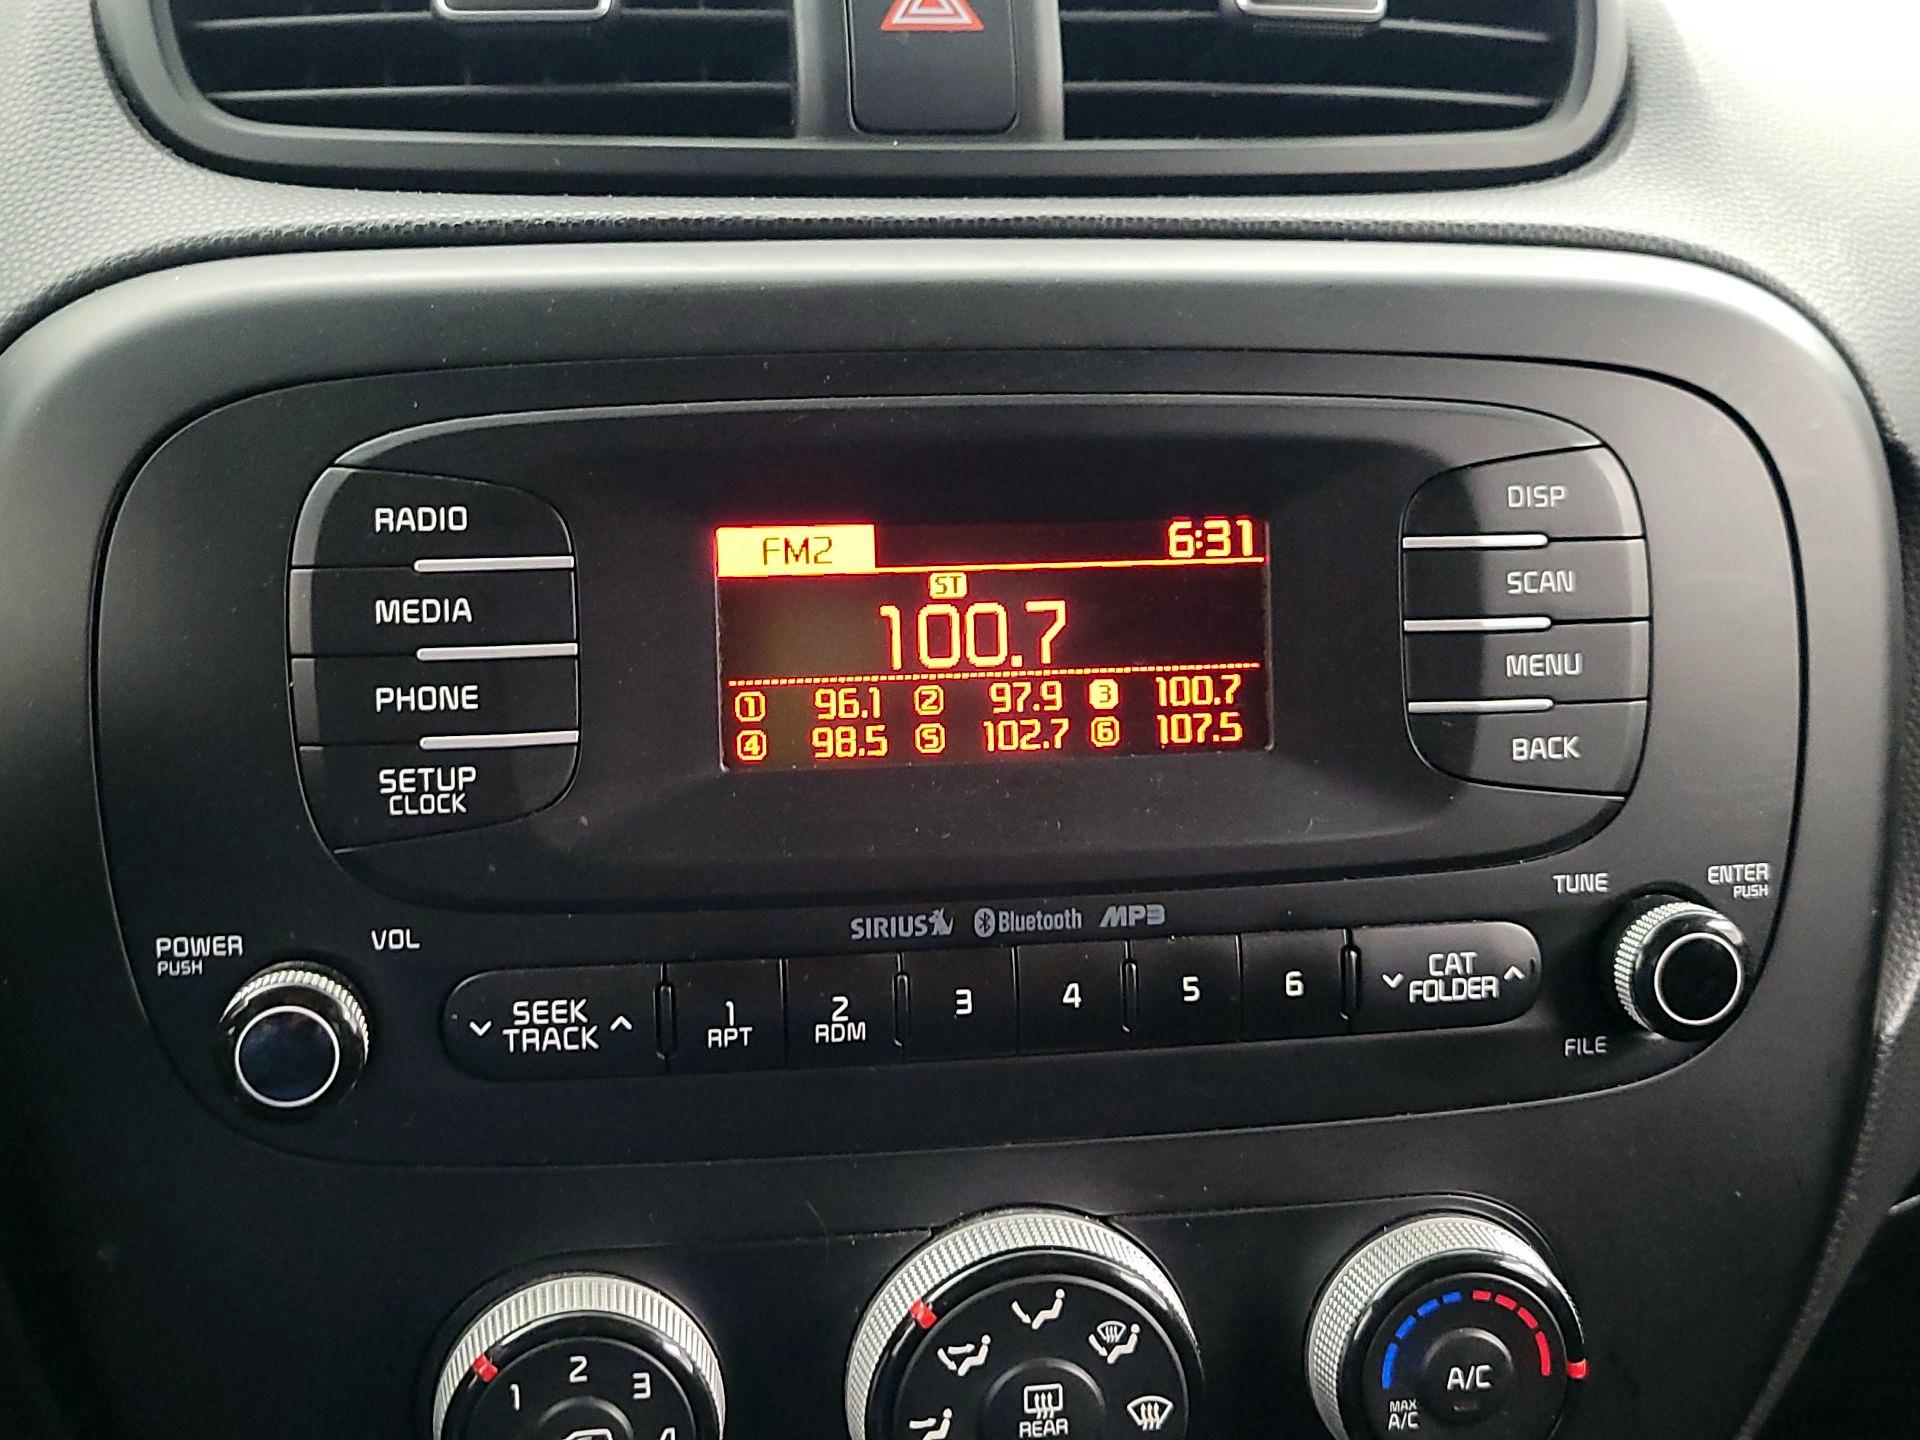 RADIO
MEDIA
PHONE
SETUP
CLOCK
FM2 6:31
ST
100.7
1 96.1 2 97.9 3 100.7
4 98.5 5 102.7 6 107.5
DISP
SCAN
MENU
BACK
POWER
PUSH
VOL
SIRIUS Bluetooth MP3
TUNE
ENTER
PUSH
FILE
SEEK
TRACK
1
RPT
2
RDM
3
4
5
6
CAT
FOLDER
1 2 3 4
REAR
A/C
MAX
A/C